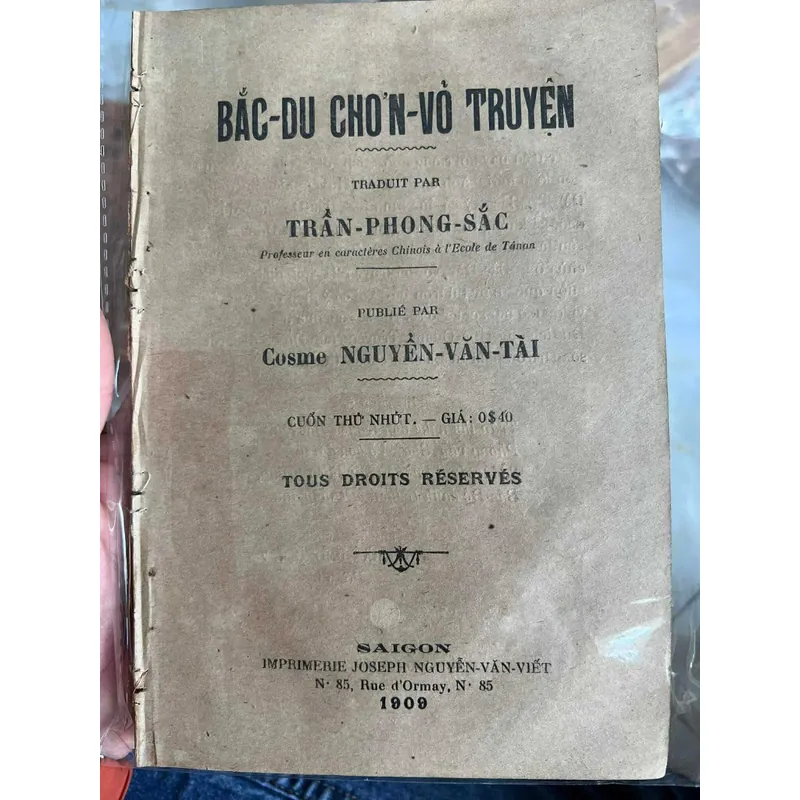 BẮC-DU CHƠN-VỎ TRUYỆN
TRADUIT PAR
TRẦN-PHONG-SẮC
Professeur en caractères Chinois à l'Ecole de Tânan
PUBLIÉ PAR
Cosme NGUYỂN-VĂN-TÀI
CUỐN THỨ NHỨT. — GIÁ: 0$40
TOUS DROITS RÉSERVÉS
SAIGON
IMPRIMERIE JOSEPH NGUYỄN-VĂN-VIẾT
N· 85, Rue d'Ormay, N· 85
1909